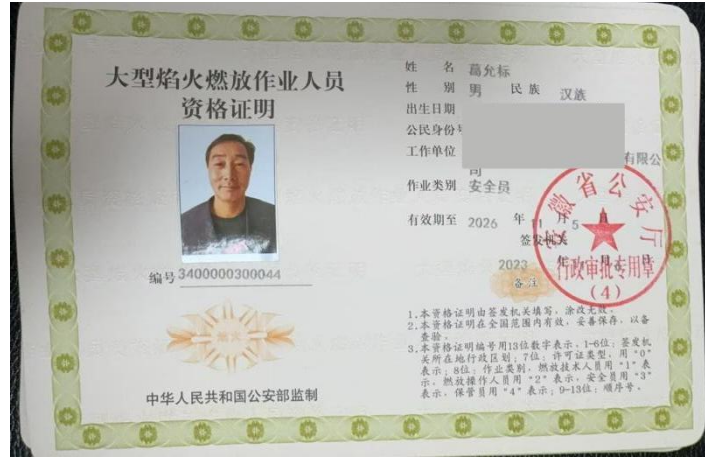 大型焰火燃放作业人员
资格证明
编号 3400000300044
中华人民共和国公安部监制
姓 名 葛允标
性 别 男 民族 汉族
出生日期
公民身份号
工作单位 有限公
司
作业类别 安全员
有效期至 2026 年 11 月 5 日
签发机关
2023 年 月 日
安徽省公安厅
行政审批专用章
(4)
备注
1.本资格证明由签发机关填写，涂改无效。
2.本资格证明在全国范围内有效，妥善保存，以备
查验。
3.本资格证明编号用13位数字表示，1-6位：签发机
关所在地行政区划；7位：许可证类型，用"0"
表示；8位：作业类别，燃放技术人员用"1"表
示、燃放操作人员用"2"表示、安全员用"3"
表示、保管员用"4"表示；9-13位：顺序号。